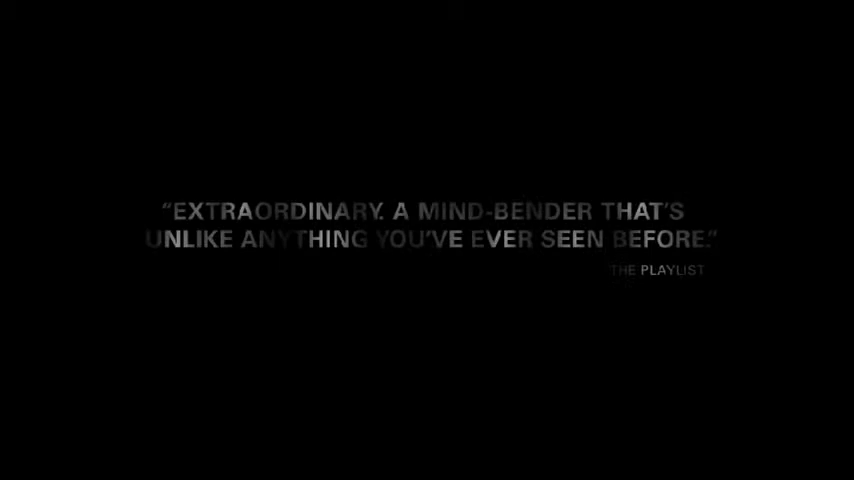 “EXTRAORDINARY. A MIND-BENDER THAT’S
UNLIKE ANYTHING YOU’VE EVER SEEN BEFORE.”
THE PLAYLIST